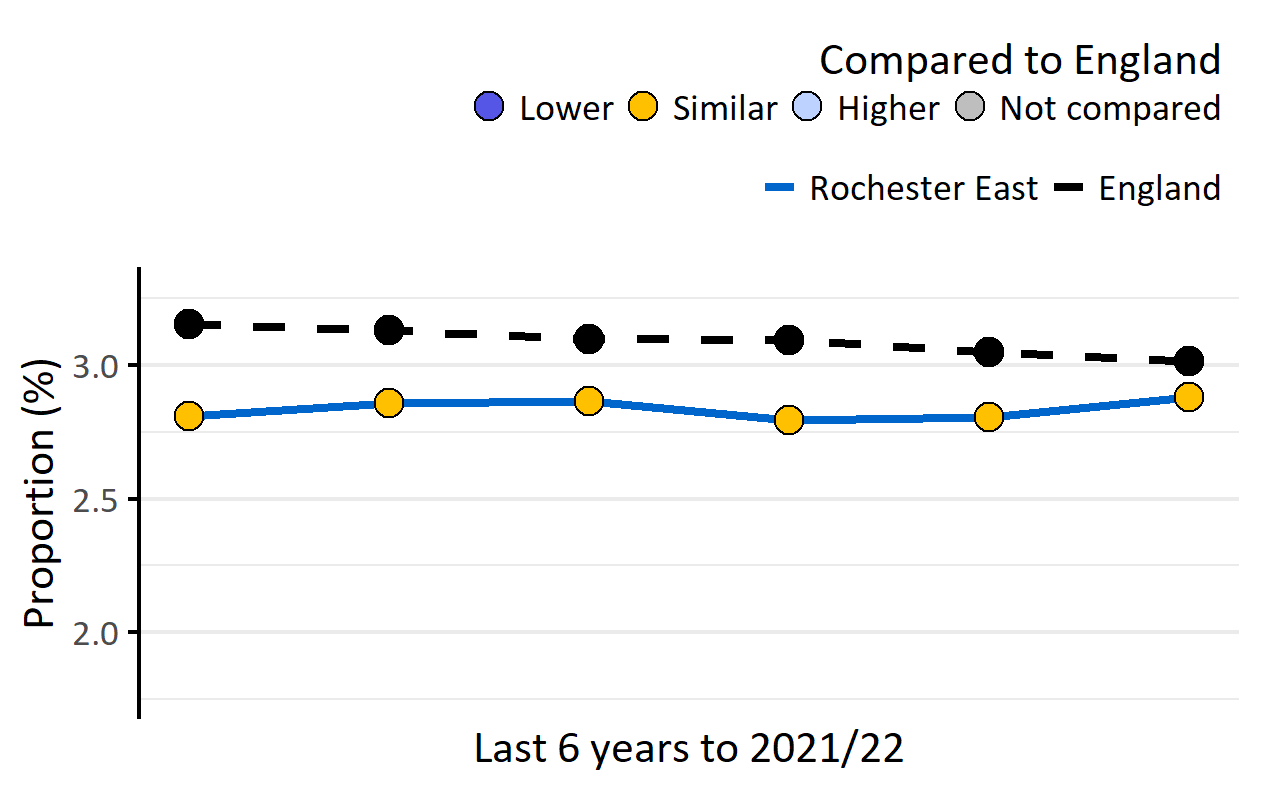 Compared to England
Lower Similar Higher Not compared
Rochester East England
Proportion (%)
3.0
2.5
2.0
Last 6 years to 2021/22